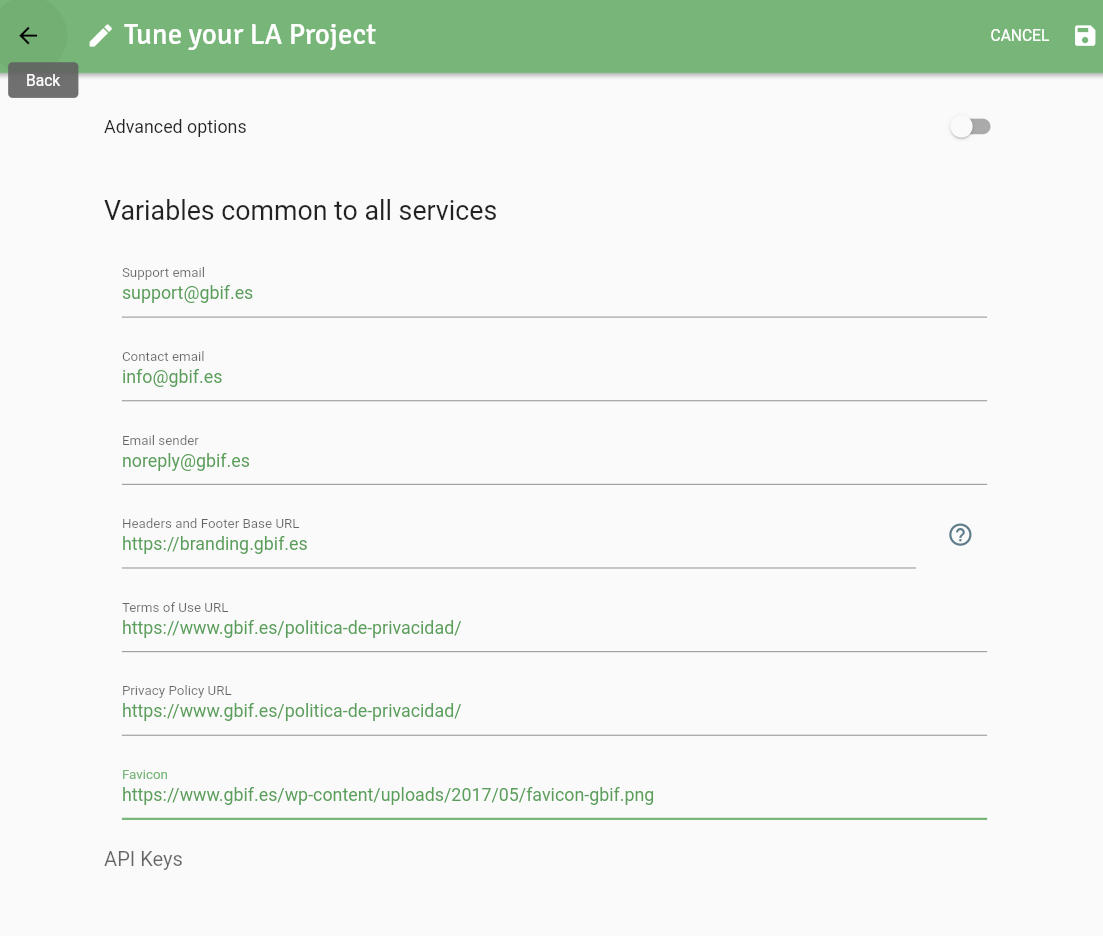 Tune your LA Project
CANCEL
Back
Advanced options
Variables common to all services
Support email
support@gbif.es
Contact email
info@gbif.es
Email sender
noreply@gbif.es
Headers and Footer Base URL
https://branding.gbif.es
Terms of Use URL
https://www.gbif.es/politica-de-privacidad/
Privacy Policy URL
https://www.gbif.es/politica-de-privacidad/
Favicon
https://www.gbif.es/wp-content/uploads/2017/05/favicon-gbif.png
API Keys